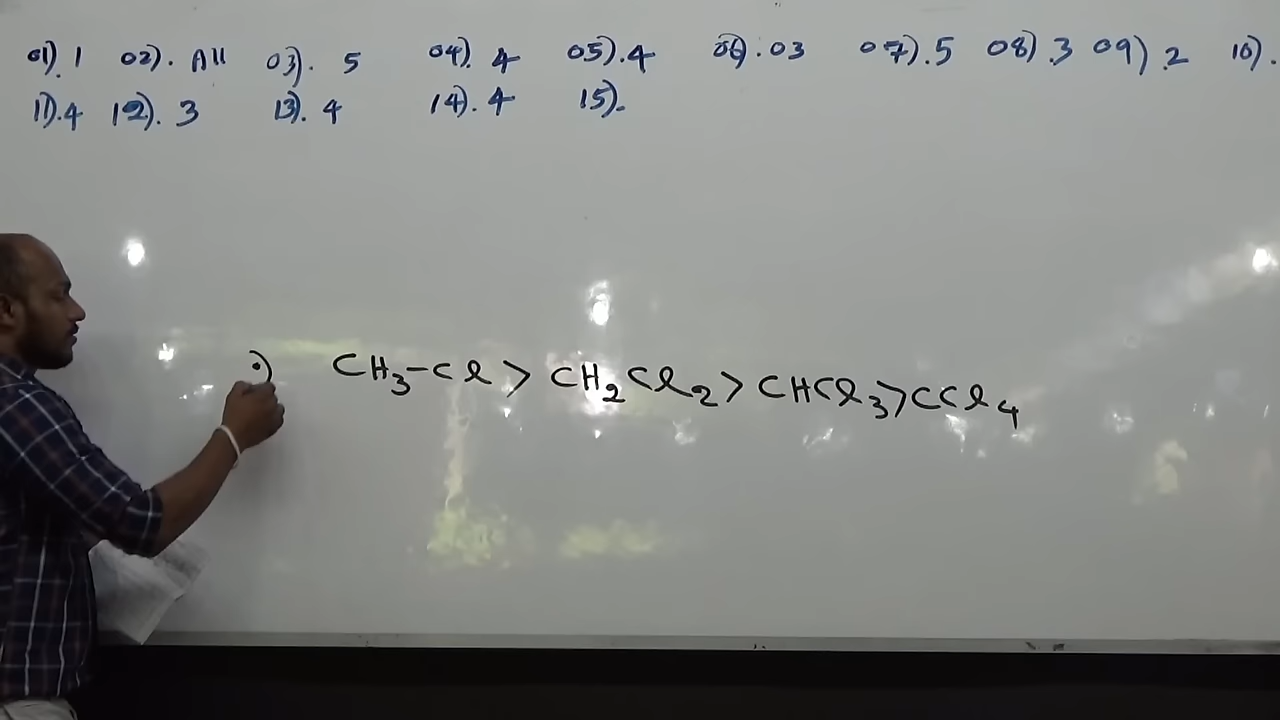 01). 1 02). All 03). 5 04). 4 05). 4 06). 03 07). 5 08) .3 09) .2 10).
11).4 12). 3 13). 4 14). 4 15).
•) CH₃-Cl > CH₂Cl₂ > CHCl₃ > CCl₄